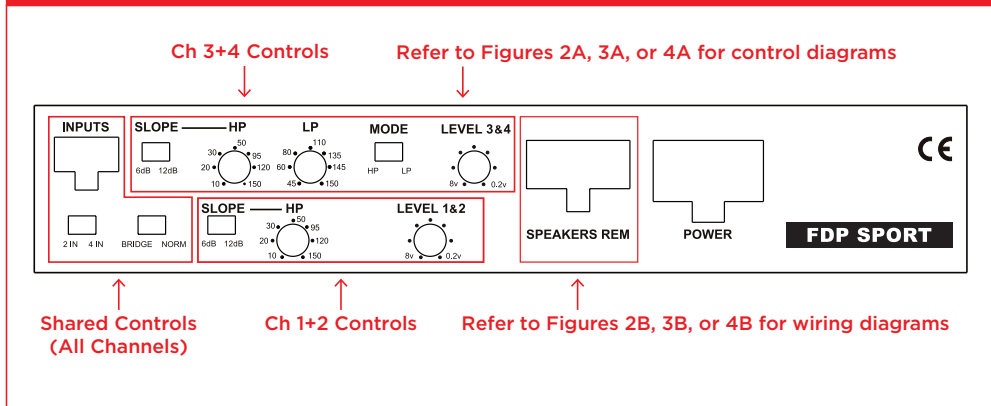 Ch 3+4 Controls
Refer to Figures 2A, 3A, or 4A for control diagrams
INPUTS
2 IN 4 IN
BRIDGE NORM
SLOPE HP LP MODE LEVEL 3&4
6dB 12dB
10 20 30 50 95 120 150
45 60 80 110 135 145 150
HP LP
8v 0.2v
SLOPE HP LEVEL 1&2
6dB 12dB
10 20 30 50 95 120 150
8v 0.2v
SPEAKERS REM
POWER
CE
FDP SPORT
Shared Controls
(All Channels)
Ch 1+2 Controls
Refer to Figures 2B, 3B, or 4B for wiring diagrams